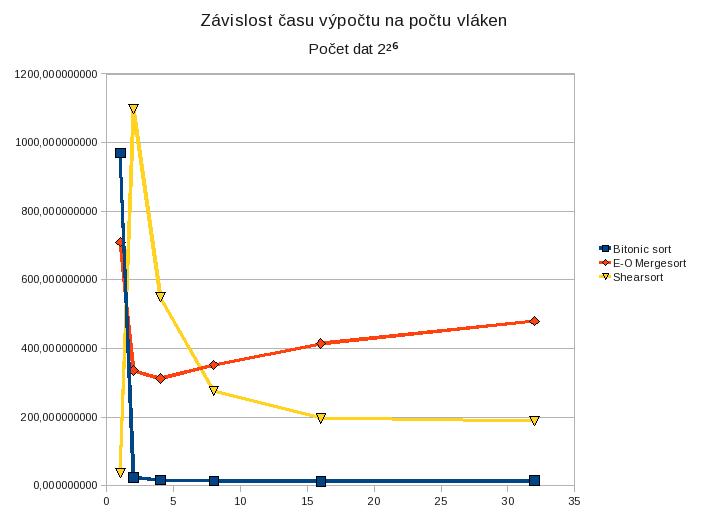 Závislost času výpočtu na počtu vláken
Počet dat 2²⁶
1200,000000000
1000,000000000
800,000000000
600,000000000
400,000000000
200,000000000
0,000000000
0 5 10 15 20 25 30 35
Bitonic sort
E-O Mergesort
Shearsort